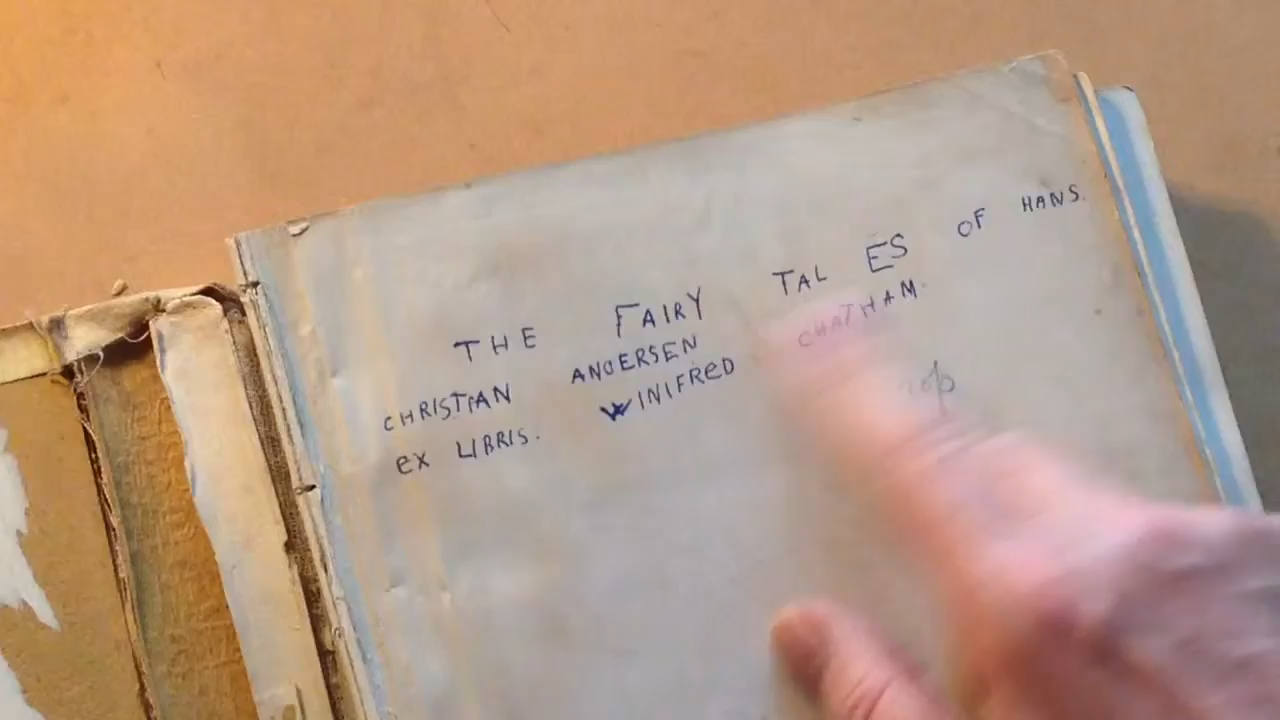 THE FAIRY TAL ES OF HANS.
CHRISTIAN ANDERSEN
ex LIBRIS. WINIFReD CHATHAM.